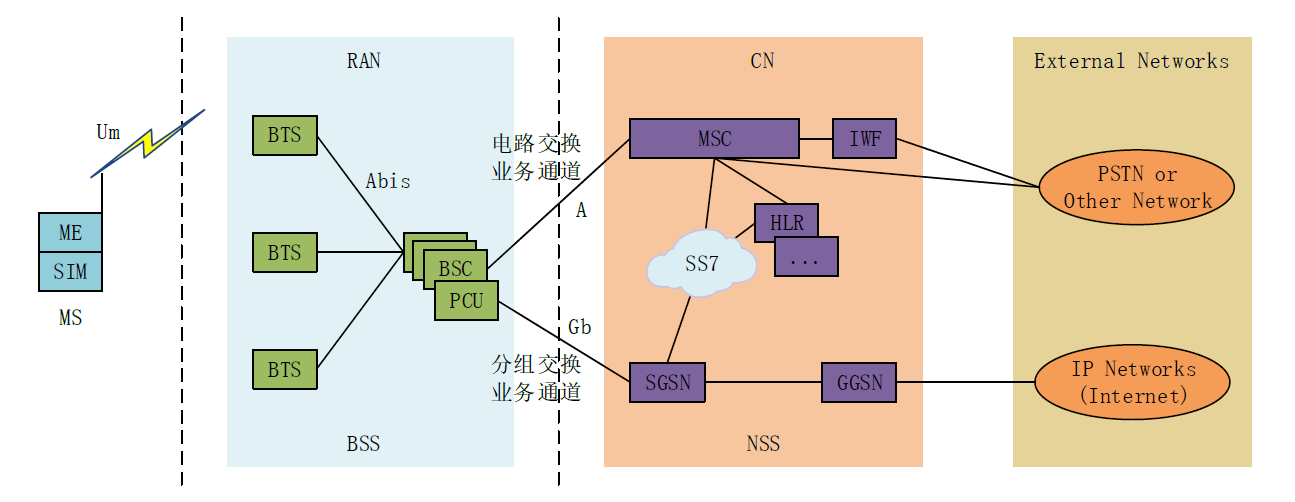 Um
ME
SIM
MS
RAN
BTS
BTS
BTS
Abis
BSC
PCU
BSS
电路交换
业务通道
A
Gb
分组交换
业务通道
CN
MSC
IWF
HLR
...
SS7
SGSN
GGSN
NSS
External Networks
PSTN or
Other Network
IP Networks
(Internet)